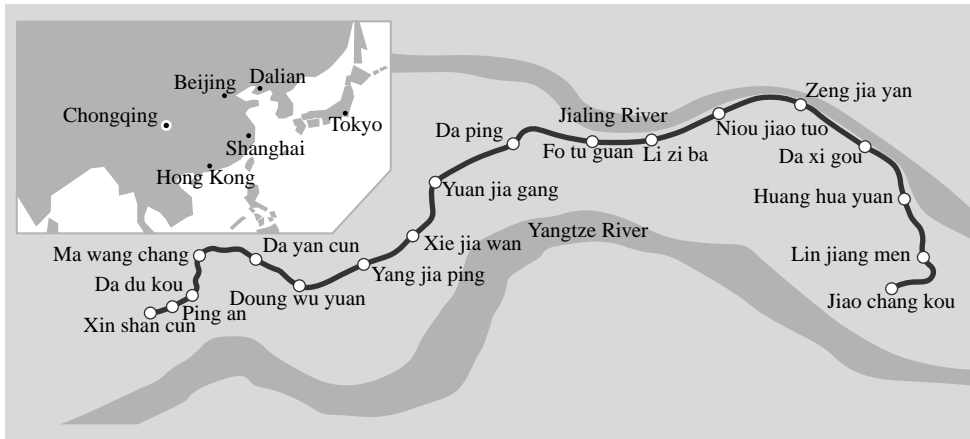 Beijing
Dalian
Chongqing
Tokyo
Shanghai
Hong Kong
Zeng jia yan
Jialing River
Niou jiao tuo
Da ping
Fo tu guan
Li zi ba
Da xi gou
Yuan jia gang
Huang hua yuan
Yangtze River
Xie jia wan
Da yan cun
Ma wang chang
Lin jiang men
Yang jia ping
Da du kou
Doung wu yuan
Jiao chang kou
Ping an
Xin shan cun